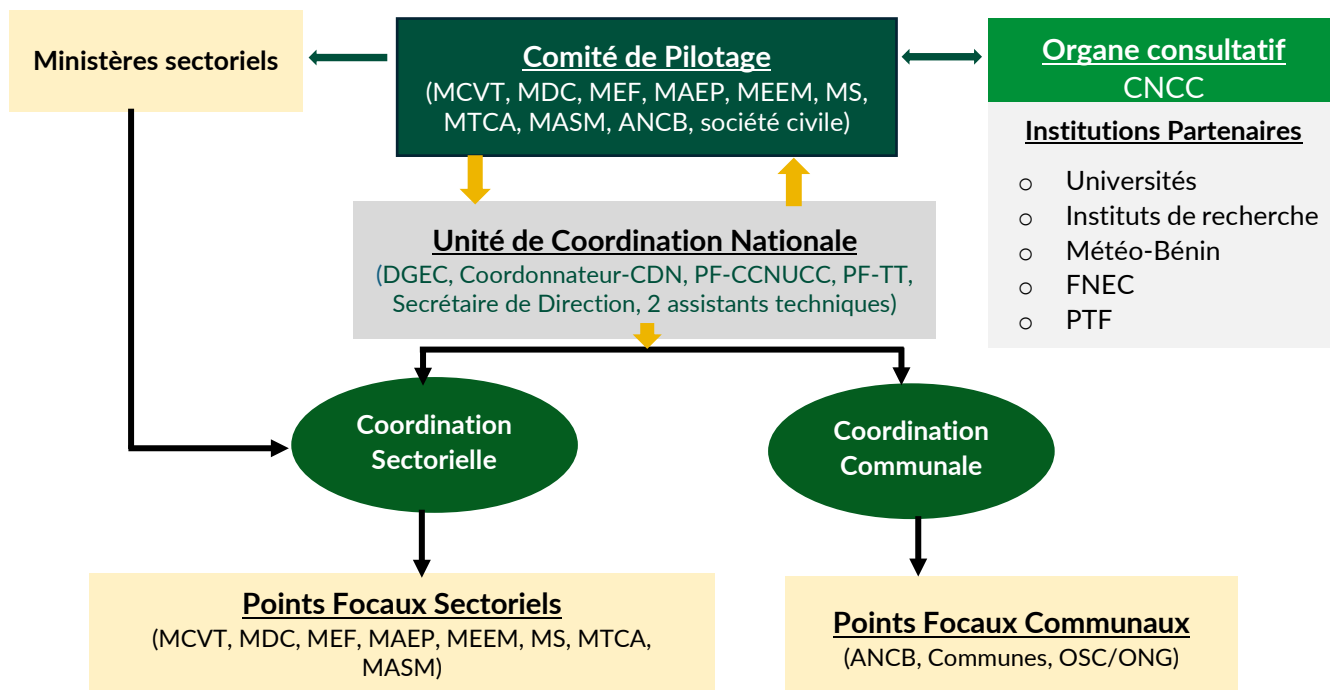 Ministères sectoriels
Comité de Pilotage
(MCVT, MDC, MEF, MAEP, MEEM, MS,
MTCA, MASM, ANCB, société civile)
Organe consultatif
CNCC
Institutions Partenaires
o Universités
o Instituts de recherche
o Météo-Bénin
o FNEC
o PTF
Unité de Coordination Nationale
(DGEC, Coordonnateur-CDN, PF-CCNUCC, PF-TT,
Secrétaire de Direction, 2 assistants techniques)
Coordination
Sectorielle
Coordination
Communale
Points Focaux Sectoriels
(MCVT, MDC, MEF, MAEP, MEEM, MS, MTCA,
MASM)
Points Focaux Communaux
(ANCB, Communes, OSC/ONG)